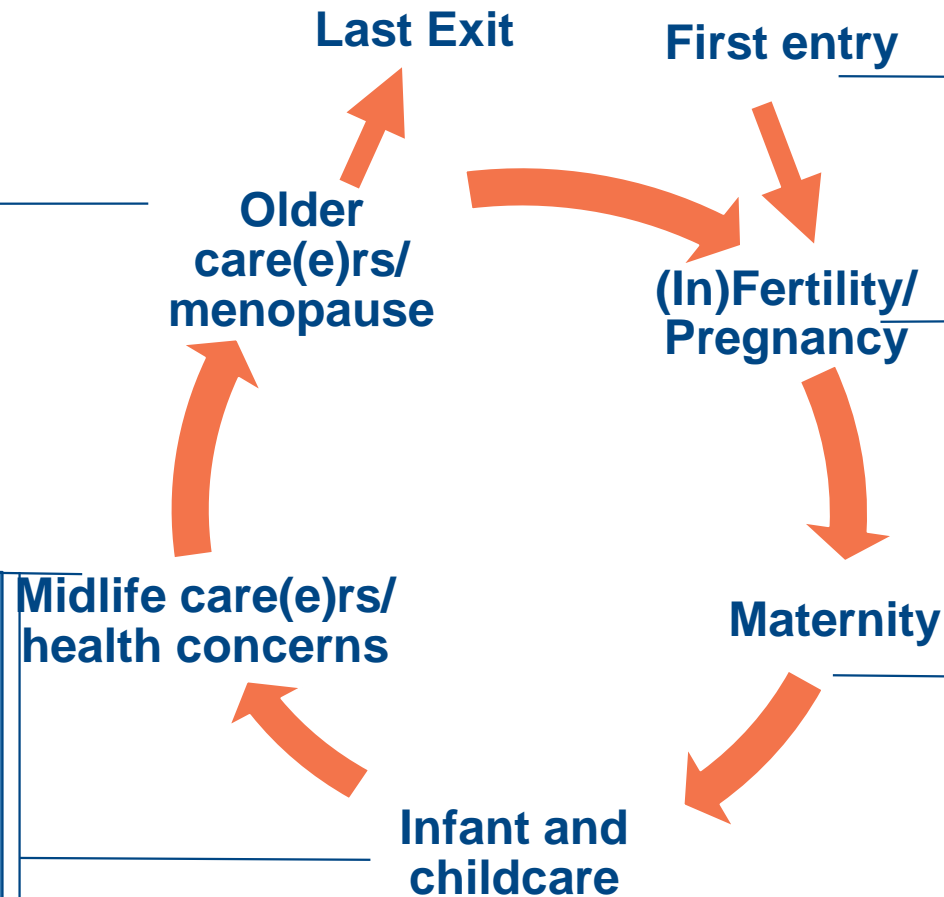 Last Exit
First entry
Older
care(e)rs/
menopause
(In)Fertility/
Pregnancy
Midlife care(e)rs/
health concerns
Maternity
Infant and
childcare